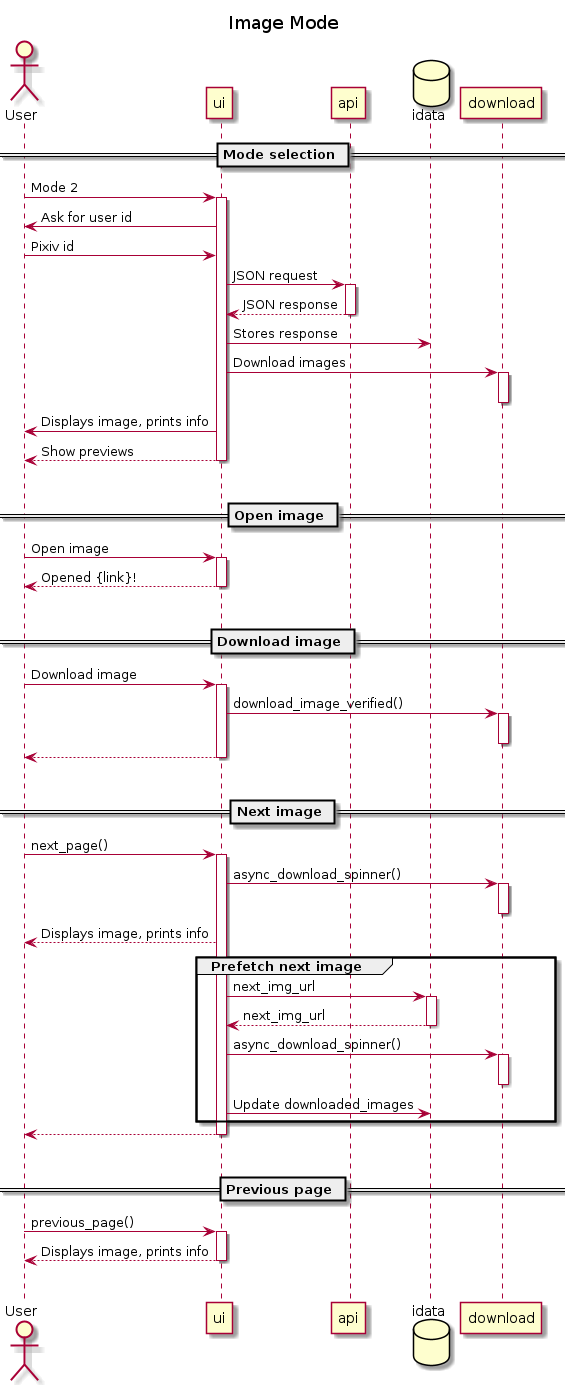 Image Mode
User
ui
api
idata
download
Mode selection
Mode 2
Ask for user id
Pixiv id
JSON request
JSON response
Stores response
Download images
Displays image, prints info
Show previews
Open image
Open image
Opened {link}!
Download image
Download image
download_image_verified()
Next image
next_page()
async_download_spinner()
Displays image, prints info
Prefetch next image
next_img_url
next_img_url
async_download_spinner()
Update downloaded_images
Previous page
previous_page()
Displays image, prints info
User
ui
api
idata
download